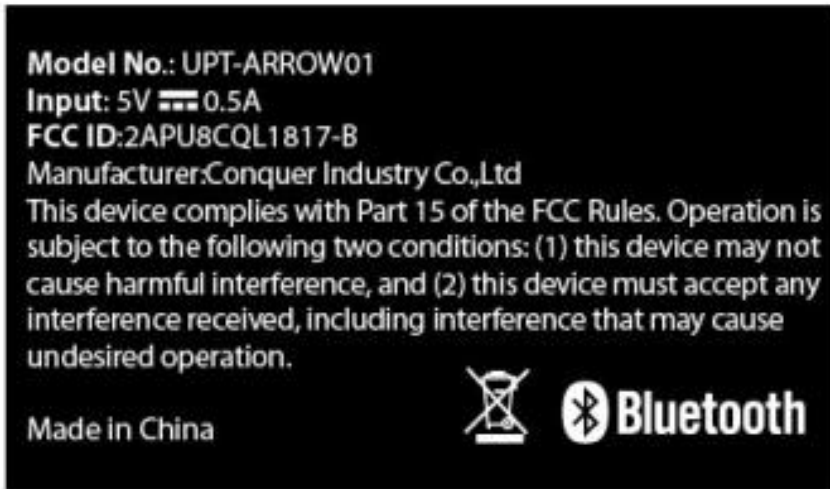 Model No.: UPT-ARROW01
Input: 5V ⎓ 0.5A
FCC ID:2APU8CQL1817-B
Manufacturer:Conquer Industry Co.,Ltd
This device complies with Part 15 of the FCC Rules. Operation is
subject to the following two conditions: (1) this device may not
cause harmful interference, and (2) this device must accept any
interference received, including interference that may cause
undesired operation.
Made in China
Bluetooth